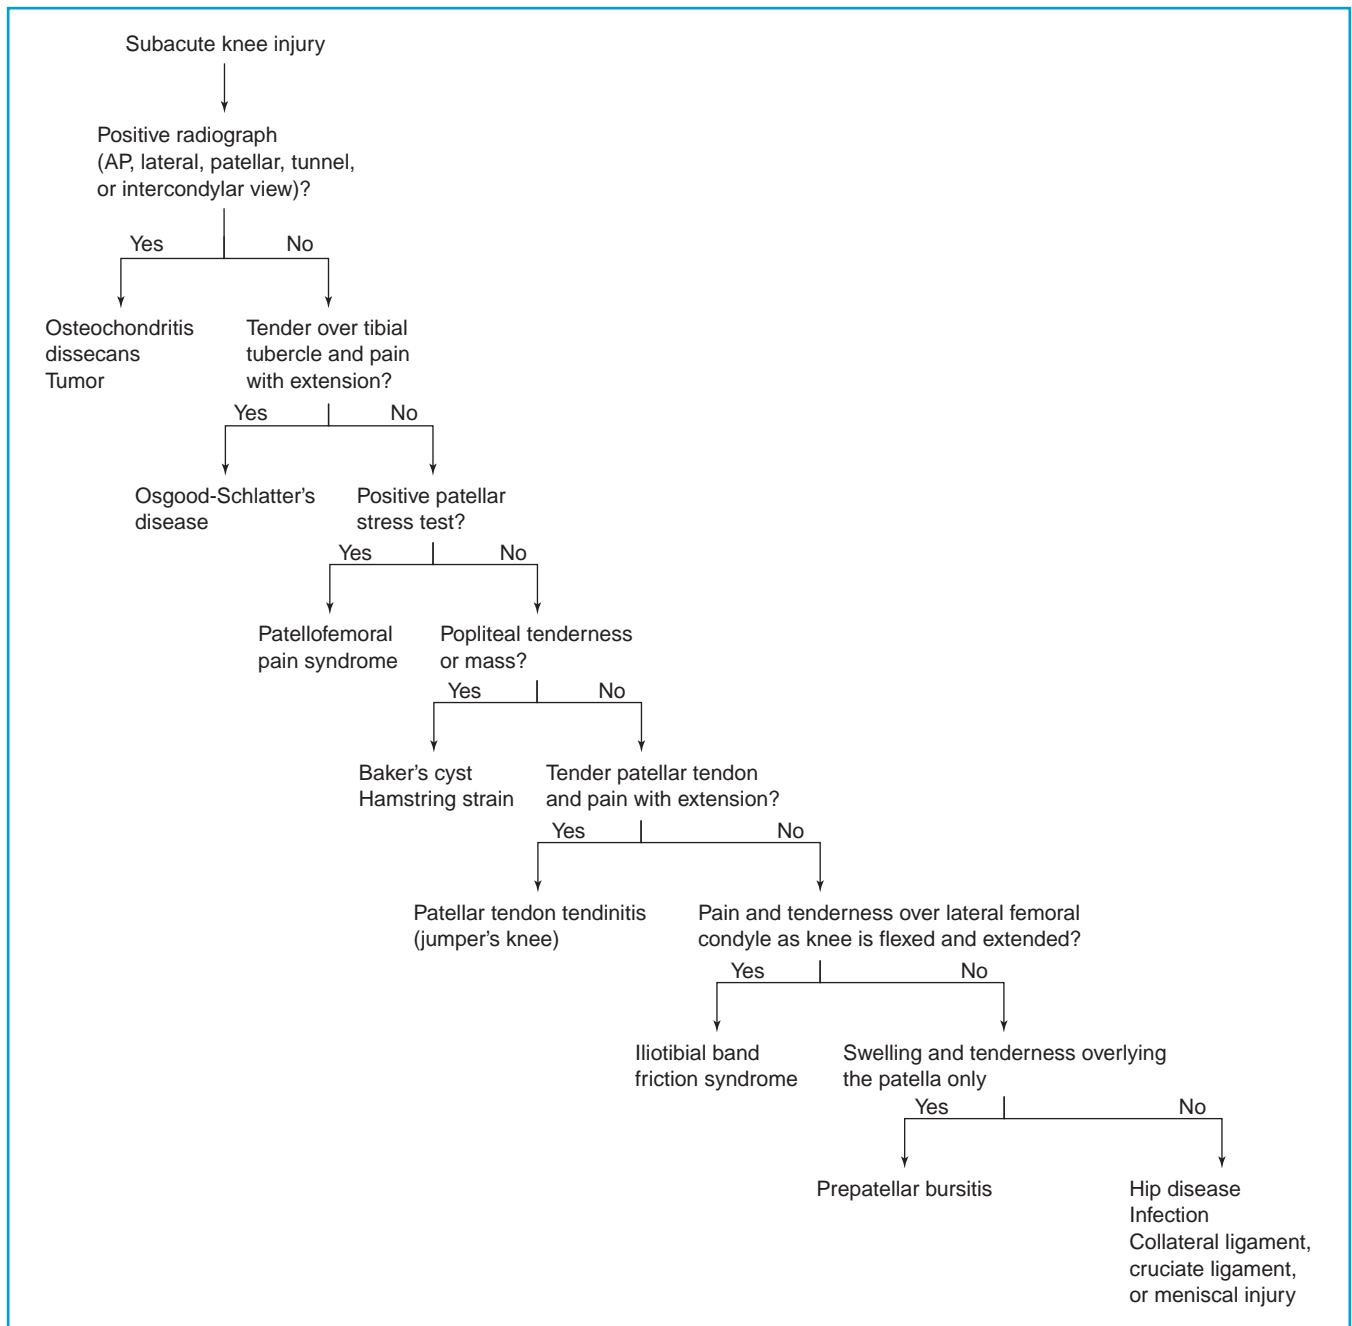 Subacute knee injury
Positive radiograph
(AP, lateral, patellar, tunnel,
or intercondylar view)?
Yes
No
Osteochondritis
dissecans
Tumor
Tender over tibial
tubercle and pain
with extension?
Yes
No
Osgood-Schlatter’s
disease
Positive patellar
stress test?
Yes
No
Patellofemoral
pain syndrome
Popliteal tenderness
or mass?
Yes
No
Baker’s cyst
Hamstring strain
Tender patellar tendon
and pain with extension?
Yes
No
Patellar tendon tendinitis
(jumper’s knee)
Pain and tenderness over lateral femoral
condyle as knee is flexed and extended?
Yes
No
Iliotibial band
friction syndrome
Swelling and tenderness overlying
the patella only
Yes
No
Prepatellar bursitis
Hip disease
Infection
Collateral ligament,
cruciate ligament,
or meniscal injury